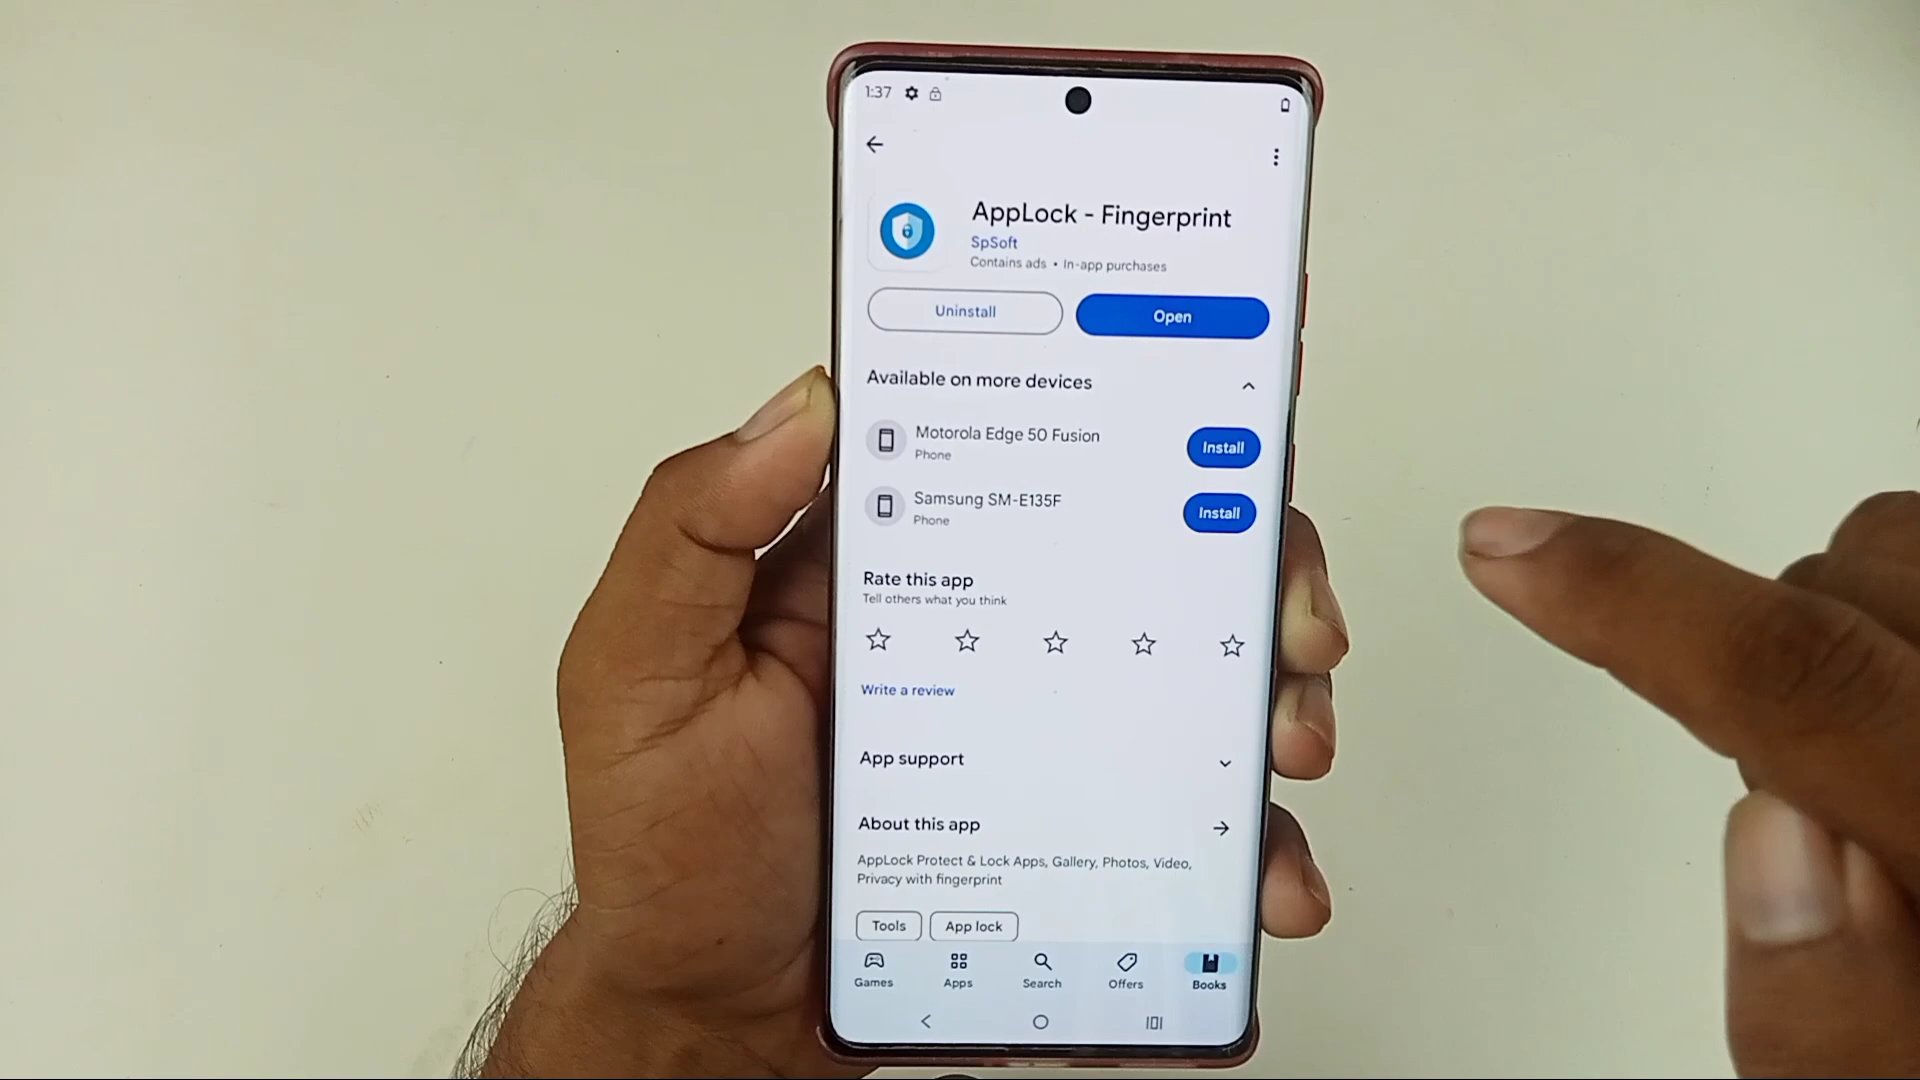 1:37
AppLock - Fingerprint
SpSoft
Contains ads • In-app purchases
Uninstall
Open
Available on more devices
Motorola Edge 50 Fusion
Phone
Install
Samsung SM-E135F
Phone
Install
Rate this app
Tell others what you think
Write a review
App support
About this app
AppLock Protect & Lock Apps, Gallery, Photos, Video,
Privacy with fingerprint
Tools
App lock
Games
Apps
Search
Offers
Books